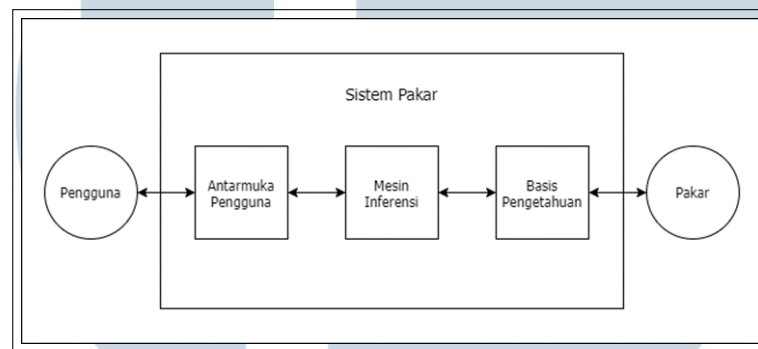 Sistem Pakar
Pengguna
Antarmuka
Pengguna
Mesin
Inferensi
Basis
Pengetahuan
Pakar